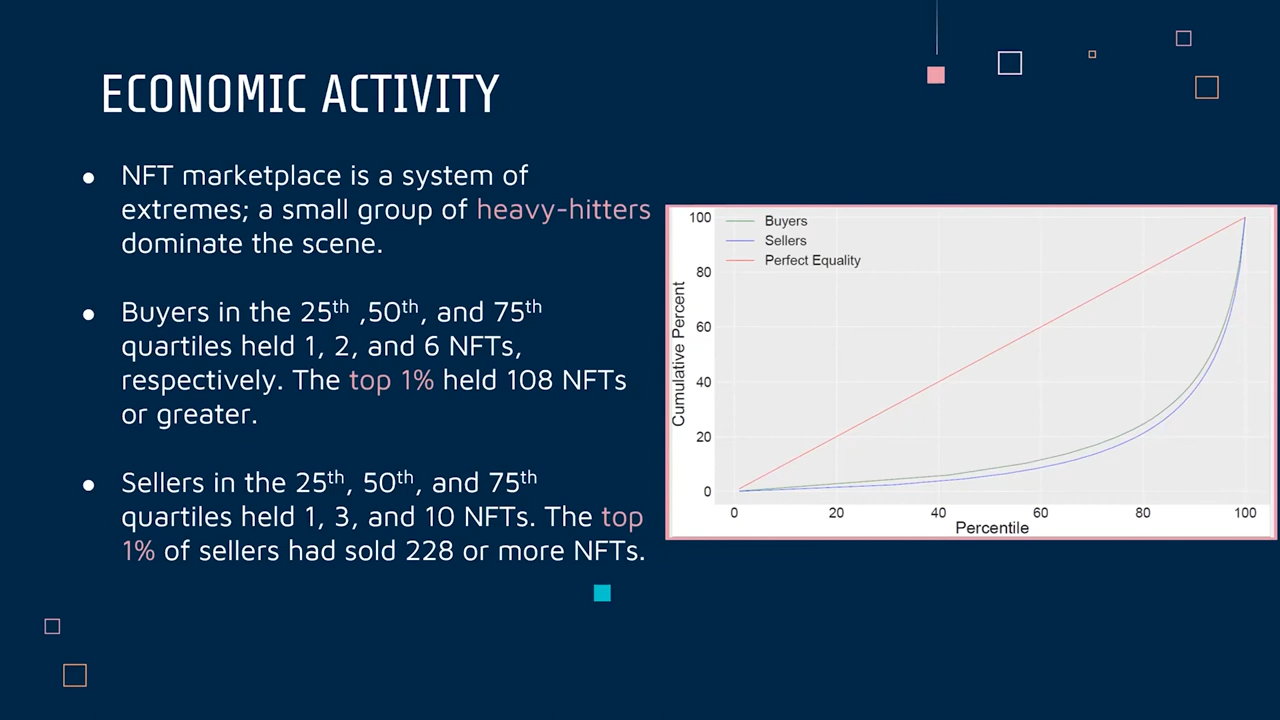 ECONOMIC ACTIVITY
● NFT marketplace is a system of
extremes; a small group of heavy-hitters
dominate the scene.
● Buyers in the 25th ,50th, and 75th
quartiles held 1, 2, and 6 NFTs,
respectively. The top 1% held 108 NFTs
or greater.
● Sellers in the 25th, 50th, and 75th
quartiles held 1, 3, and 10 NFTs. The top
1% of sellers had sold 228 or more NFTs.
Buyers
Sellers
Perfect Equality
Cumulative Percent
100
80
60
40
20
0
0 20 40 60 80 100
Percentile